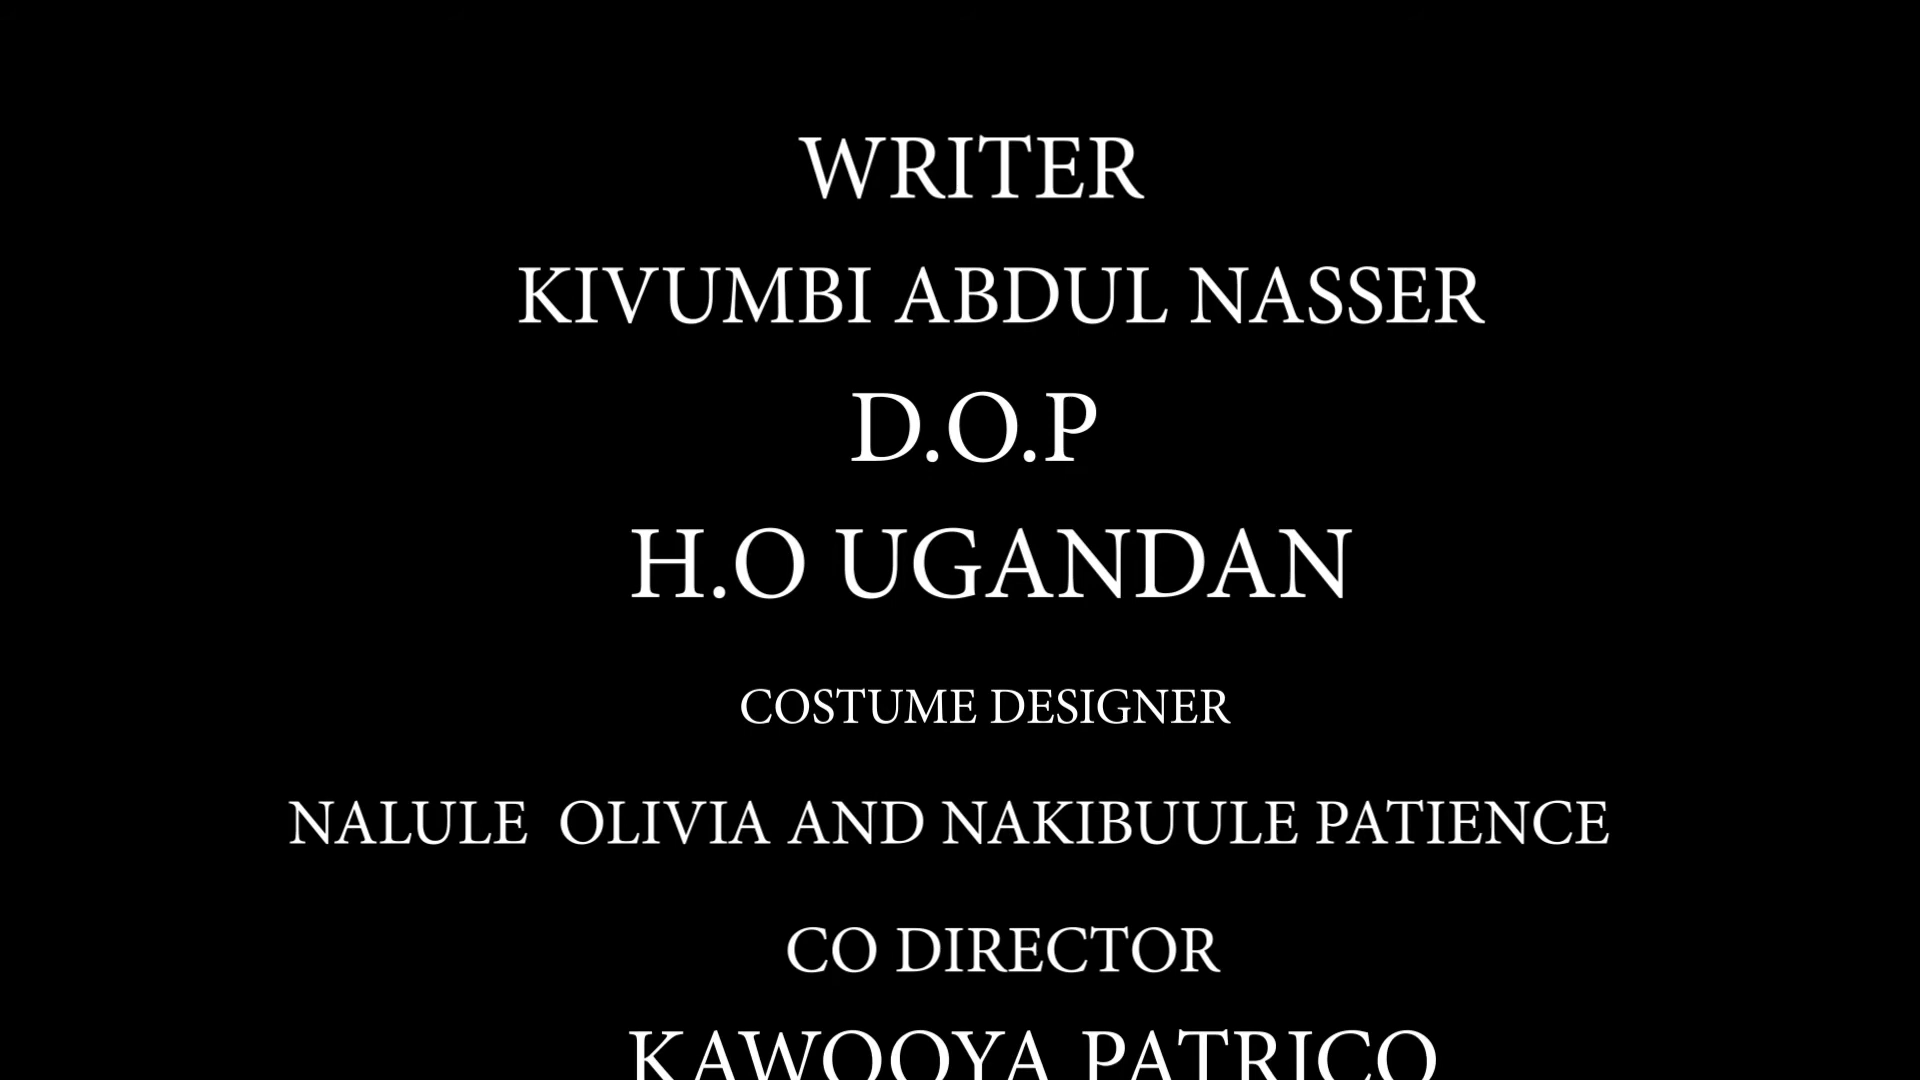 WRITER
KIVUMBI ABDUL NASSER
D.O.P
H.O UGANDAN
COSTUME DESIGNER
NALULE  OLIVIA AND NAKIBUULE PATIENCE
CO DIRECTOR
KAWOOYA PATRICO